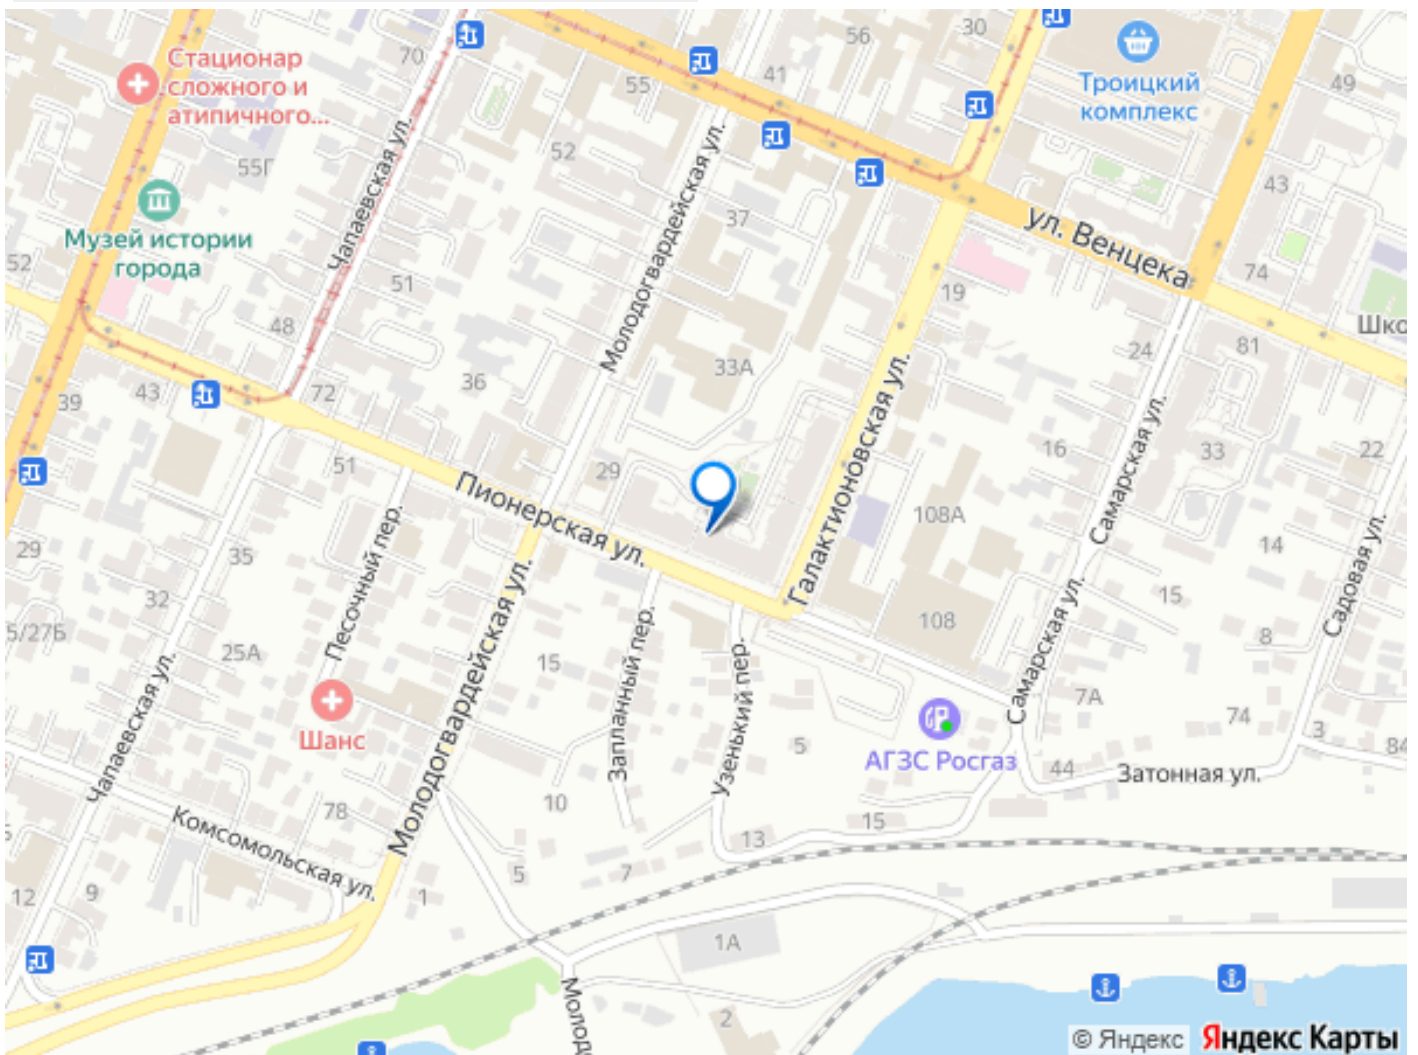 Стационар
сложного и
атипичного...
70
56
30
41
55
Троицкий
комплекс
49
55Г
52
Чапаевская ул.
Молодогвардейская ул.
37
43
Музей истории
города
ул. Венцека
52
51
19
74
Шко
48
33А
24
81
36
43
72
39
Галактионовская ул.
Самарская ул.
16
33
22
51
29
Пионерская ул.
108А
29
35
Песочный пер.
14
Садовая ул.
32
15
5/27Б
25А
15
108
8
Чапаевская ул.
Молодогвардейская ул.
Запланный пер.
Узенький пер.
Самарская ул.
7А
74
3
84
Шанс
5
АГЗС Росгаз
44
Затонная ул.
78
10
13
15
Комсомольская ул.
5
7
12
9
1
1А
2
Молод
© Яндекс
Яндекс Карты